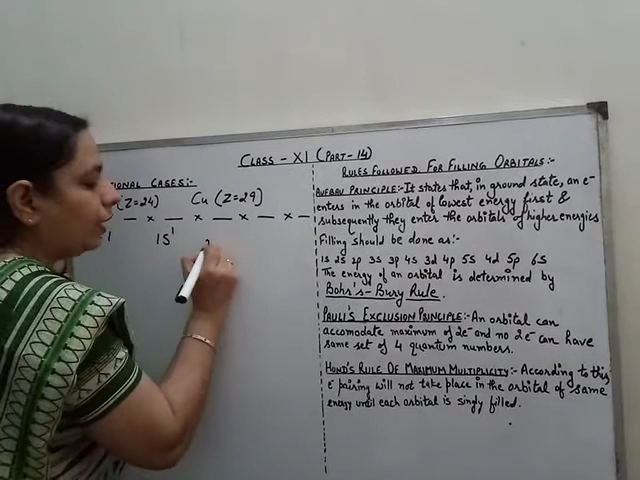 CLASS - XI (PART-14)
TIONAL CASES:-
(Z=24) Cu (Z=29)
— × — × — × — × —
1 1S¹
RULES FOLLOWED FOR FILLING ORBITALS:-
AUFBAU PRINCIPLE:- It states that, in ground state, an e⁻
enters in the orbital of lowest energy first &
subsequently they enter the orbitals of higher energies
Filling should be done as:-
1s 2s 2p 3s 3p 4s 3d 4p 5s 4d 5p 6s
The energy of an orbital is determined by
Bohr's-Bury Rule.
PAULI'S EXCLUSION PRINCIPLE:- An orbital can
accomodate maximum of 2e⁻ and no 2e⁻ can have
same set of 4 quantum numbers.
HUND'S RULE OF MAXIMUM MULTIPLICITY:- According to this
e⁻ pairing will not take place in the orbital of same
energy until each orbital is singly filled.